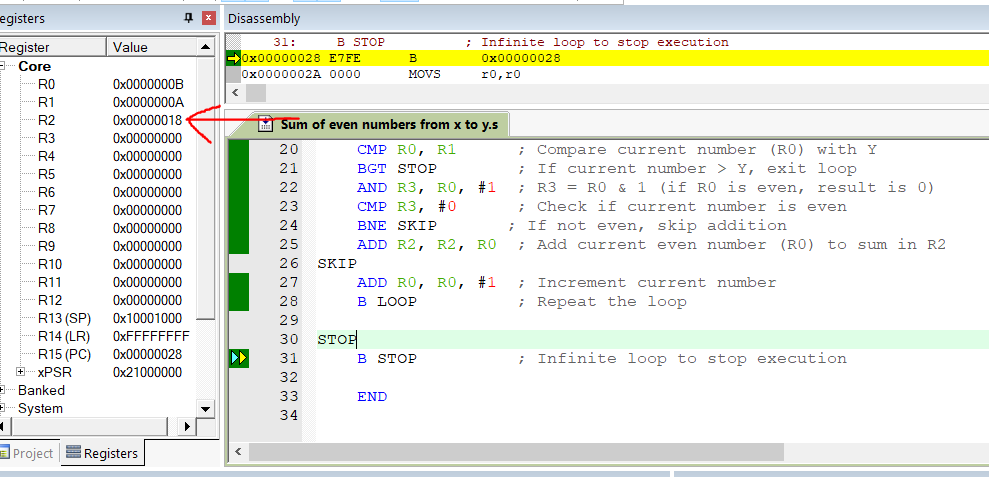 egisters
Register Value
Core
R0 0x0000000B
R1 0x0000000A
R2 0x00000018
R3 0x00000000
R4 0x00000000
R5 0x00000000
R6 0x00000000
R7 0x00000000
R8 0x00000000
R9 0x00000000
R10 0x00000000
R11 0x00000000
R12 0x00000000
R13 (SP) 0x10001000
R14 (LR) 0xFFFFFFFF
R15 (PC) 0x00000028
xPSR 0x21000000
Banked
System
Project Registers
Disassembly
31: B STOP ; Infinite loop to stop execution
0x00000028 E7FE B 0x00000028
0x0000002A 0000 MOVS r0,r0
Sum of even numbers from x to y.s
20 CMP R0, R1 ; Compare current number (R0) with Y
21 BGT STOP ; If current number > Y, exit loop
22 AND R3, R0, #1 ; R3 = R0 & 1 (if R0 is even, result is 0)
23 CMP R3, #0 ; Check if current number is even
24 BNE SKIP ; If not even, skip addition
25 ADD R2, R2, R0 ; Add current even number (R0) to sum in R2
26 SKIP
27 ADD R0, R0, #1 ; Increment current number
28 B LOOP ; Repeat the loop
29
30 STOP
31 B STOP ; Infinite loop to stop execution
32
33 END
34